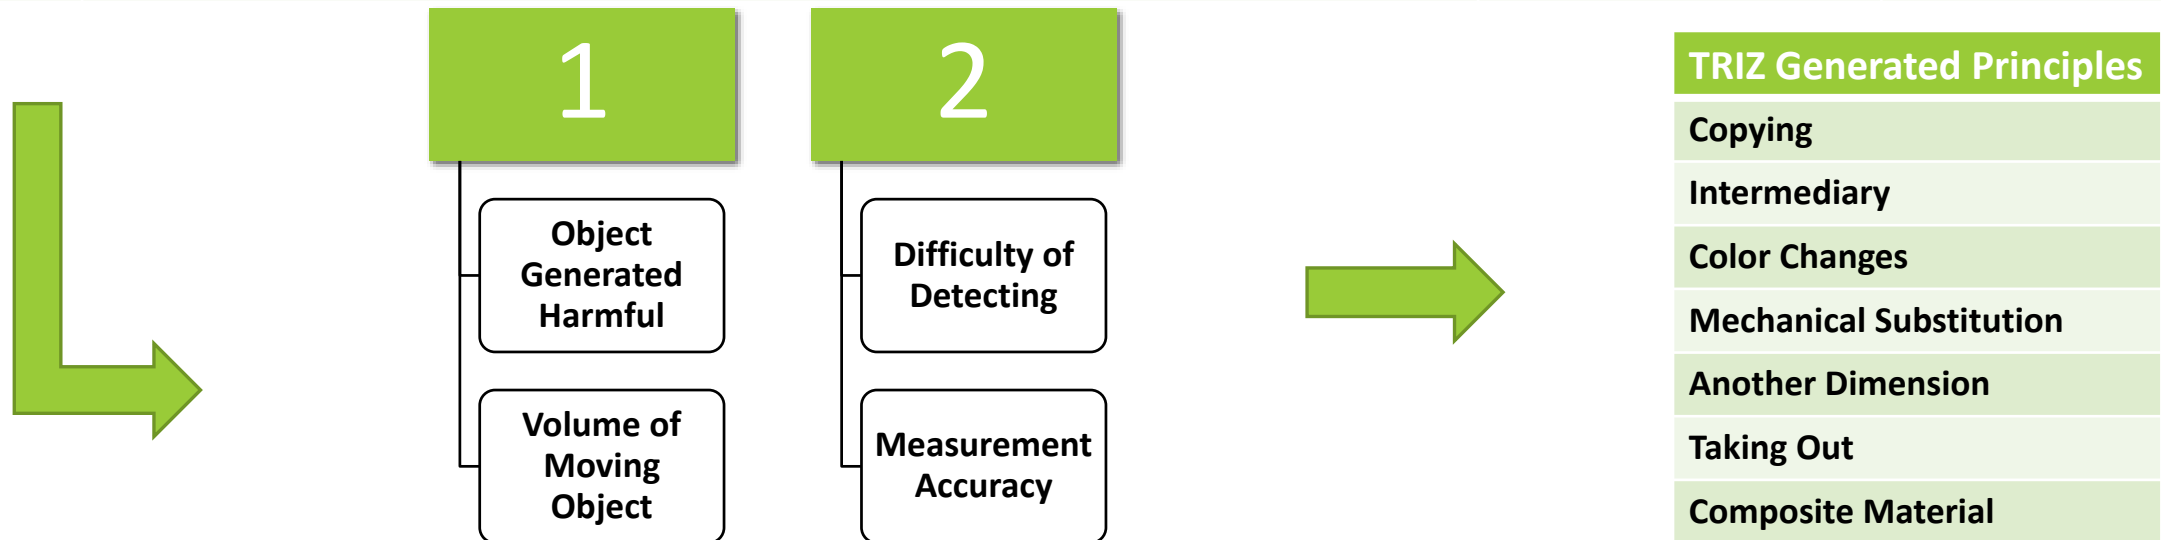 1
Object
Generated
Harmful
Volume of
Moving
Object
2
Difficulty of
Detecting
Measurement
Accuracy
TRIZ Generated Principles
Copying
Intermediary
Color Changes
Mechanical Substitution
Another Dimension
Taking Out
Composite Material